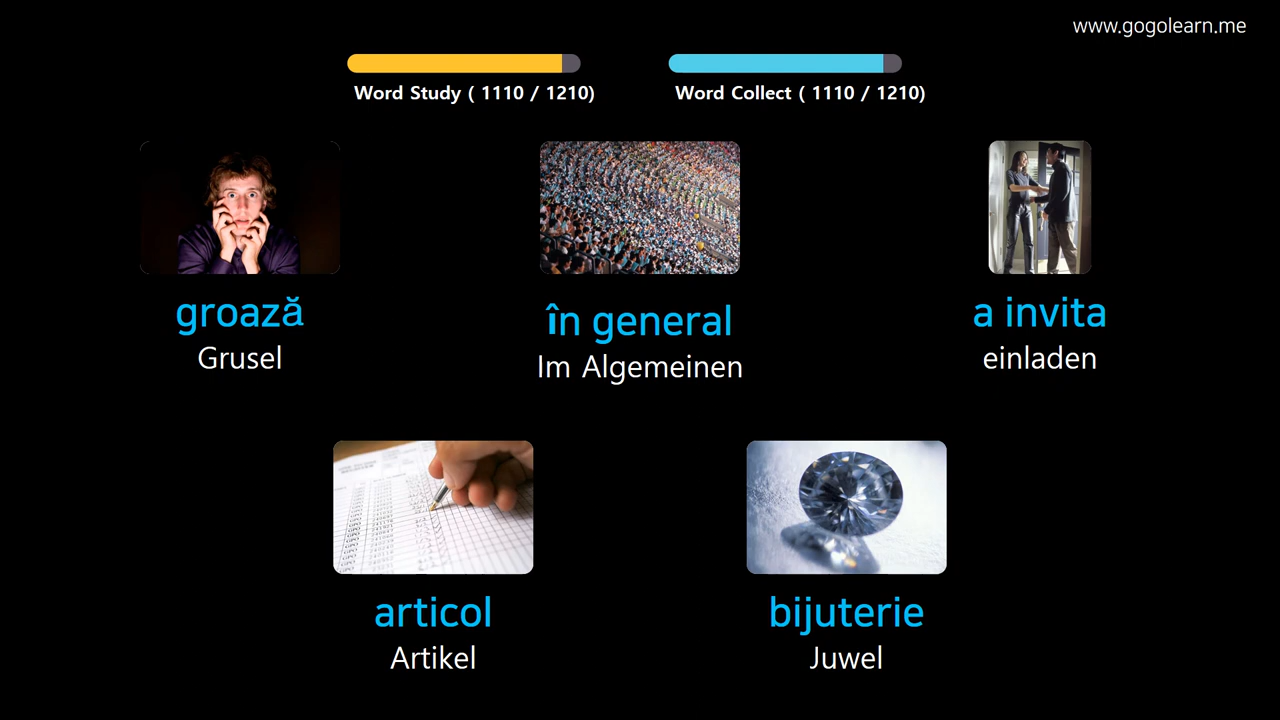 www.gogolearn.me
Word Study ( 1110 / 1210)
Word Collect ( 1110 / 1210)
groază
Grusel
în general
Im Algemeinen
a invita
einladen
articol
Artikel
bijuterie
Juwel